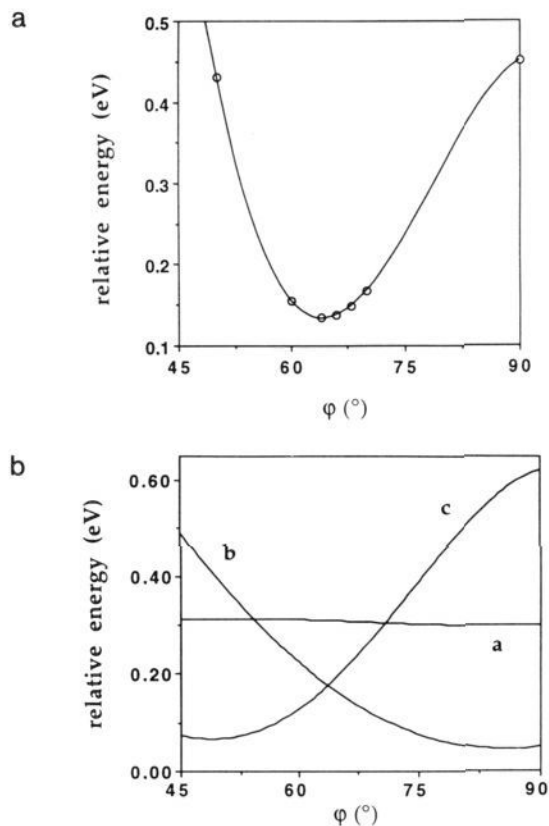 a
0.5
0.4
0.3
0.2
0.1
relative energy (eV)
45
60
75
90
φ (°)
b
0.60
0.40
0.20
0.00
relative energy (eV)
b
c
a
45
60
75
90
φ (°)